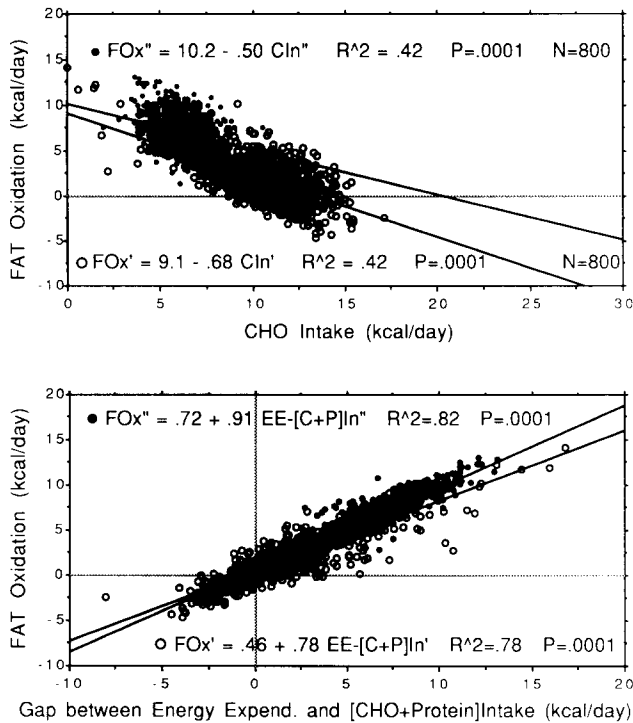 20
15
10
5
0
-5
-10
FAT Oxidation (kcal/day)
● FOx" = 10.2 - .50 CIn" R^2 = .42 P=.0001 N=800
○ FOx' = 9.1 - .68 CIn' R^2 = .42 P=.0001 N=800
0 5 10 15 20 25 30
CHO Intake (kcal/day)
20
15
10
5
0
-5
-10
FAT Oxidation (kcal/day)
● FOx" = .72 + .91 EE-[C+P]In" R^2=.82 P=.0001
○ FOx' = .46 + .78 EE-[C+P]In' R^2=.78 P=.0001
-10 -5 0 5 10 15 20
Gap between Energy Expend. and [CHO+Protein]Intake (kcal/day)